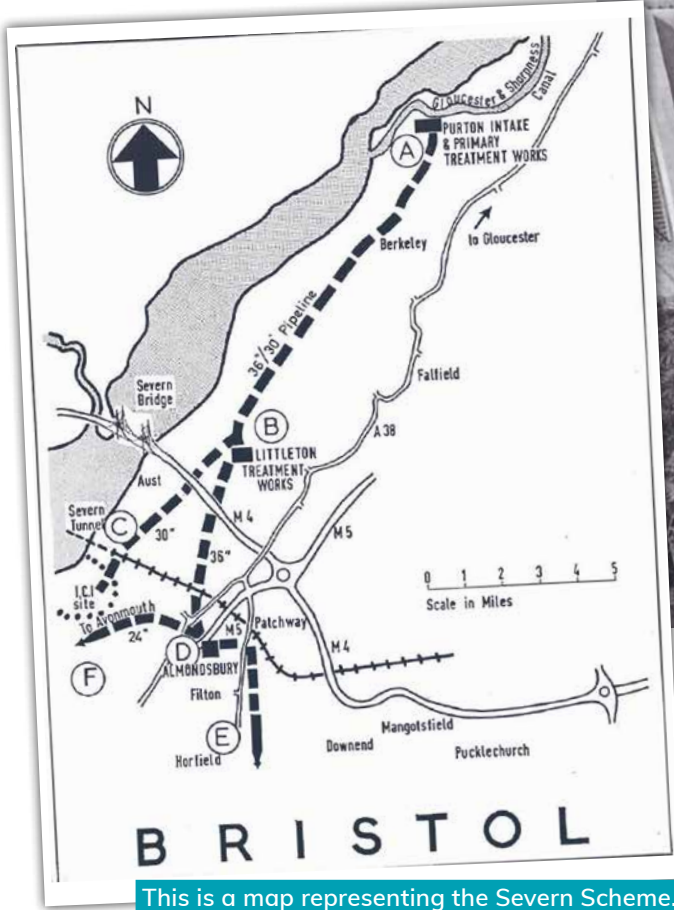 N
Gloucester & Sharpness
Canal
A
PURTON INTAKE
& PRIMARY
TREATMENT WORKS
to Gloucester
Berkeley
36"/30" Pipeline
Falfield
Severn
Bridge
B
LITTLETON
TREATMENT
WORKS
A 38
Aust
Severn
Tunnel
C
30"
M 4
M 5
36"
I.C.I
site
0 1 2 3 4 5
Scale in Miles
To Avonmouth
24"
M5
Patchway
D
ALMONDSBURY
M 4
F
Filton
E
Horfield
Mangotsfield
Downend
Pucklechurch
BRISTOL
This is a map representing the Severn Scheme.